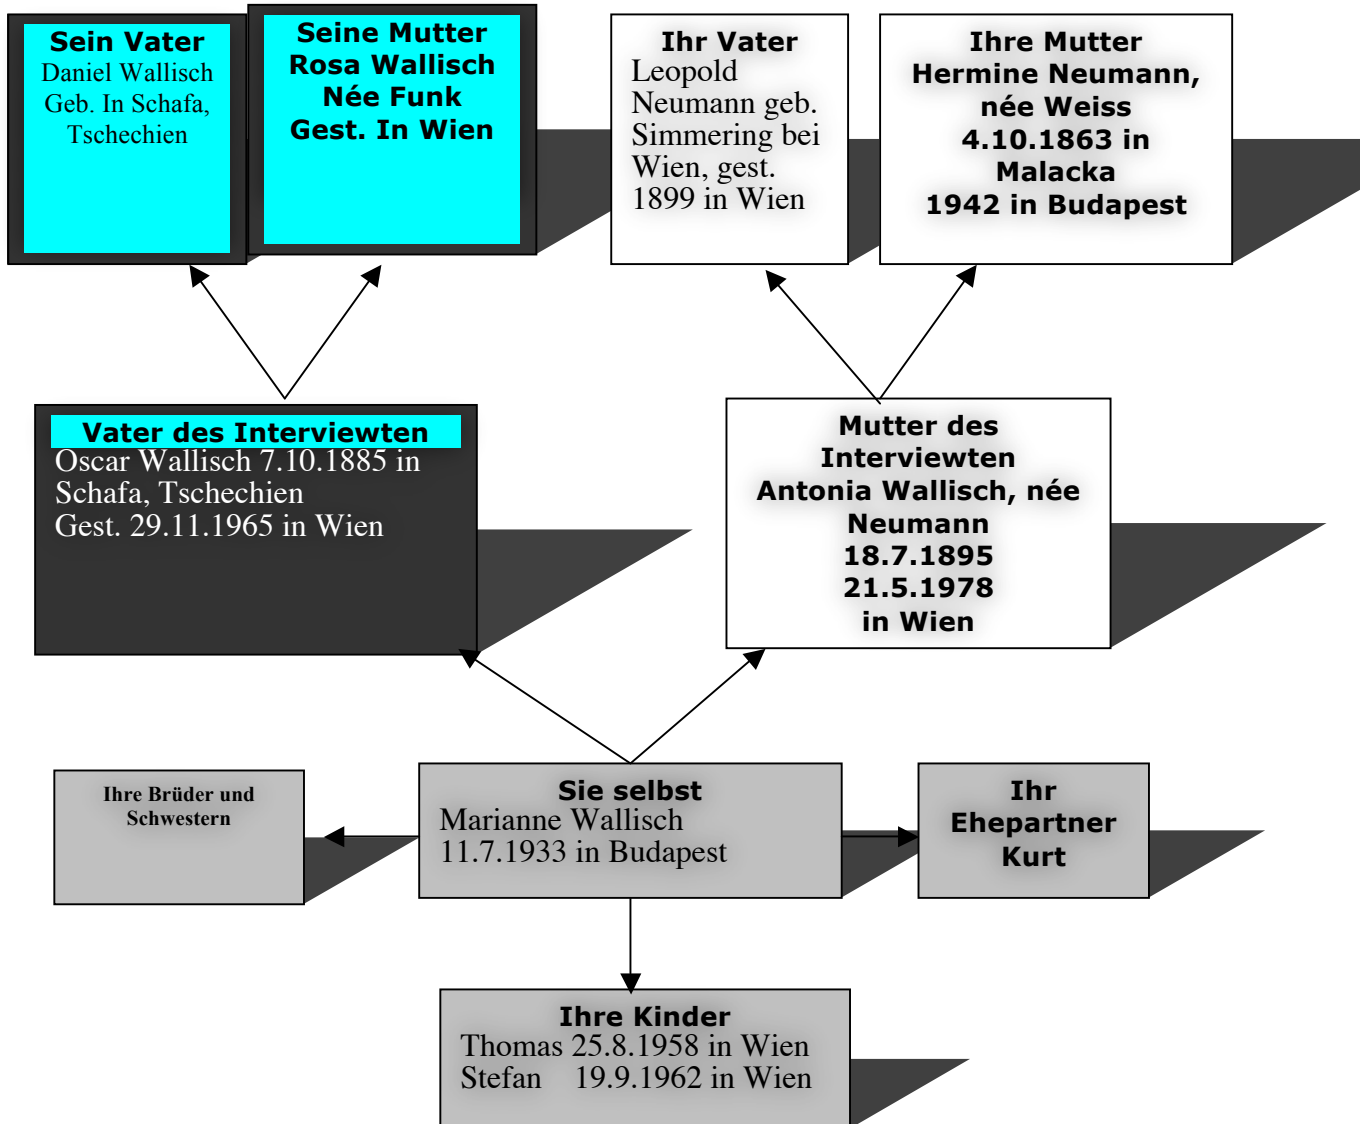 Sein Vater
Daniel Wallisch
Geb. In Schafa,
Tschechien
Seine Mutter
Rosa Wallisch
Née Funk
Gest. In Wien
Ihr Vater
Leopold
Neumann geb.
Simmering bei
Wien, gest.
1899 in Wien
Ihre Mutter
Hermine Neumann,
née Weiss
4.10.1863 in
Malacka
1942 in Budapest
Vater des Interviewten
Oscar Wallisch 7.10.1885 in
Schafa, Tschechien
Gest. 29.11.1965 in Wien
Mutter des
Interviewten
Antonia Wallisch, née
Neumann
18.7.1895
21.5.1978
in Wien
Ihre Brüder und
Schwestern
Sie selbst
Marianne Wallisch
11.7.1933 in Budapest
Ihr
Ehepartner
Kurt
Ihre Kinder
Thomas 25.8.1958 in Wien
Stefan 19.9.1962 in Wien